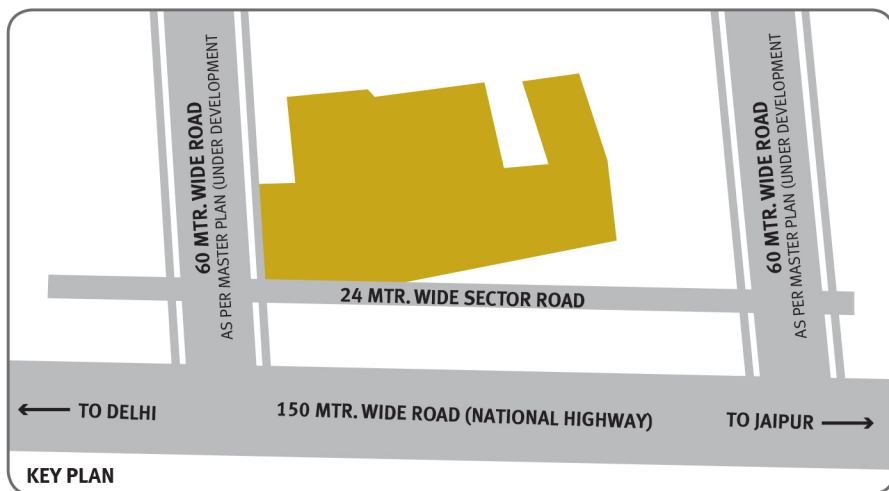 60 MTR. WIDE ROAD
AS PER MASTER PLAN (UNDER DEVELOPMENT
60 MTR. WIDE ROAD
AS PER MASTER PLAN (UNDER DEVELOPMENT
24 MTR. WIDE SECTOR ROAD
TO DELHI
150 MTR. WIDE ROAD (NATIONAL HIGHWAY)
TO JAIPUR
KEY PLAN